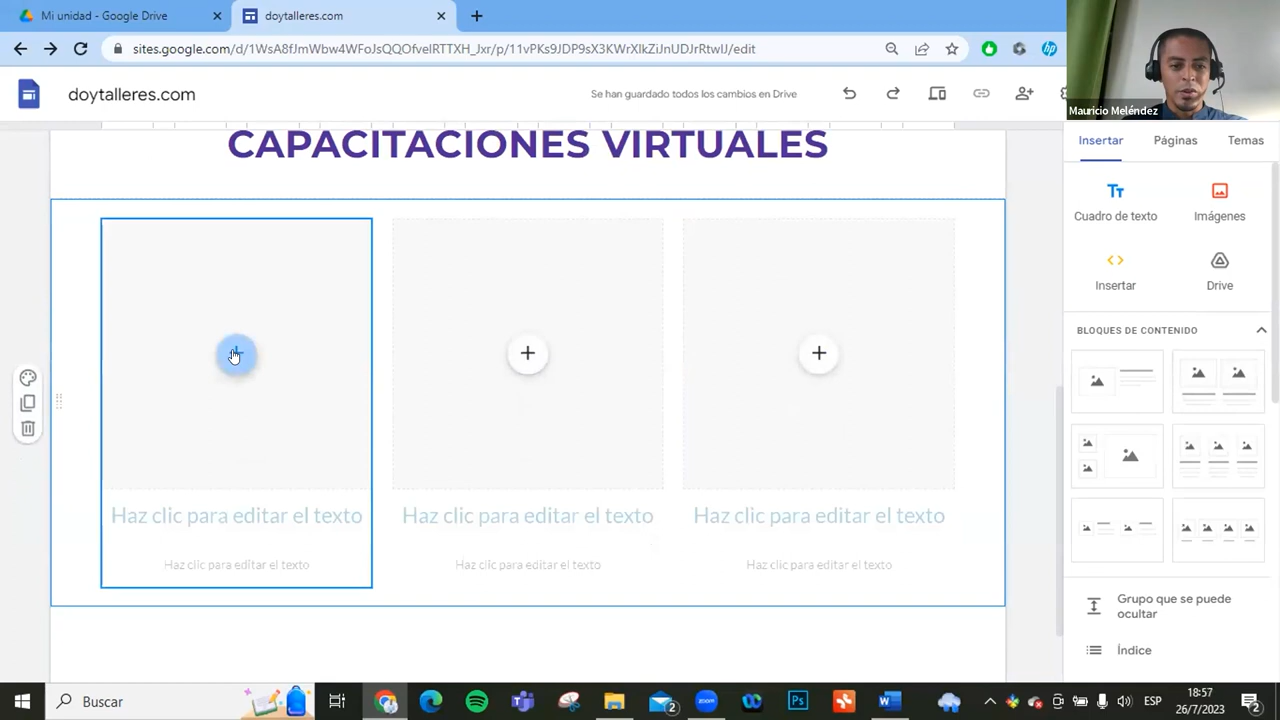 Mi unidad - Google Drive
doytalleres.com
sites.google.com/d/1WsA8fJmWbw4WFoJsQQOfvelRTTXH_Jxr/p/11vPKs9JDP9sX3KWrXlkZiJnUDJrRtwlJ/edit
doytalleres.com
Se han guardado todos los cambios en Drive
Mauricio Meléndez
CAPACITACIONES VIRTUALES
Insertar
Páginas
Temas
Cuadro de texto
Imágenes
Insertar
Drive
BLOQUES DE CONTENIDO
Haz clic para editar el texto
Haz clic para editar el texto
Haz clic para editar el texto
Haz clic para editar el texto
Haz clic para editar el texto
Haz clic para editar el texto
Grupo que se puede
ocultar
Índice
Buscar
ESP
18:57
26/7/2023